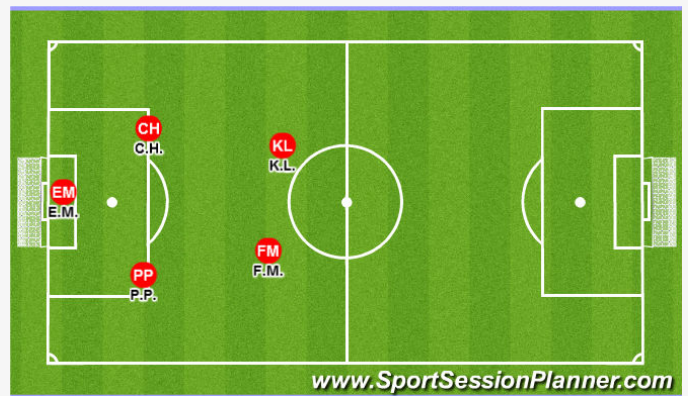 CH
C.H.
KL
K.L.
EM
E.M.
FM
F.M.
PP
P.P.
www.SportSessionPlanner.com